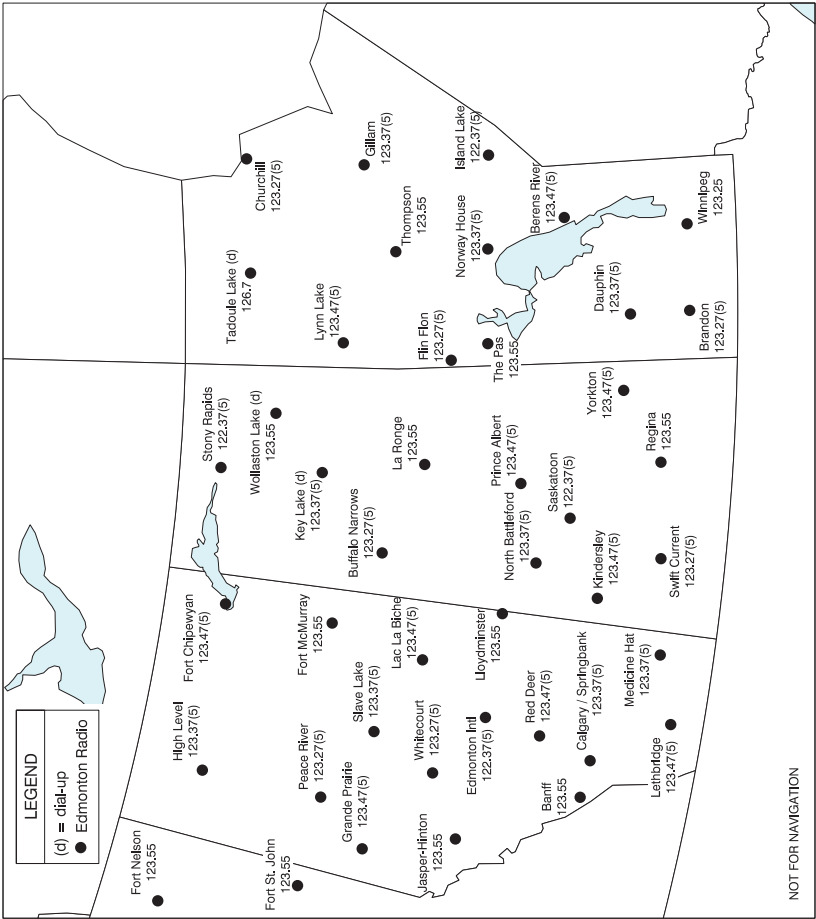 LEGEND
(d) = dial-up
Edmonton Radio
Fort Nelson
123.55
Fort St. John
123.55
High Level
123.37(5)
Fort Chipewyan
123.47(5)
Peace River
123.27(5)
Fort McMurray
123.55
Grande Prairie
123.47(5)
Slave Lake
123.37(5)
Lac La Biche
123.47(5)
Whitecourt
123.27(5)
Jasper-Hinton
123.55
Edmonton Intl
122.37(5)
Lloydminster
123.55
Red Deer
123.47(5)
Banff
123.55
Calgary / Springbank
123.37(5)
Medicine Hat
123.37(5)
Lethbridge
123.47(5)
Stony Rapids
122.37(5)
Wollaston Lake (d)
123.55
Key Lake (d)
123.37(5)
Buffalo Narrows
123.27(5)
La Ronge
123.55
Prince Albert
123.47(5)
North Battleford
123.37(5)
Saskatoon
122.37(5)
Kindersley
123.47(5)
Yorkton
123.47(5)
Swift Current
123.27(5)
Regina
123.55
Churchill
123.27(5)
Tadoule Lake (d)
126.7
Gillam
123.37(5)
Lynn Lake
123.47(5)
Thompson
123.55
Flin Flon
123.27(5)
The Pas
123.55
Norway House
123.37(5)
Island Lake
122.37(5)
Berens River
123.47(5)
Dauphin
123.37(5)
Brandon
123.27(5)
Winnipeg
123.25
NOT FOR NAVIGATION